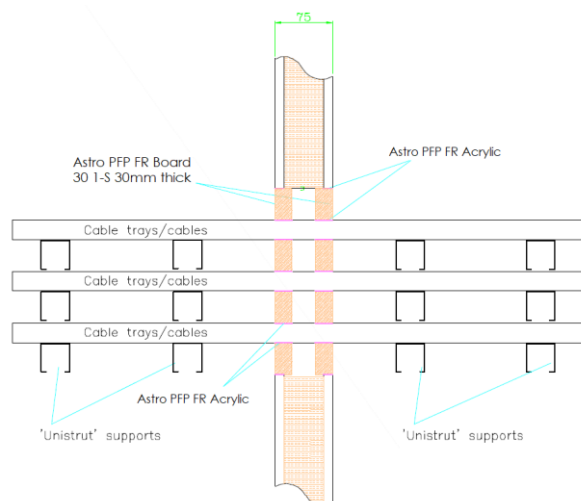 75
Astro PFP FR Acrylic
Astro PFP FR Board
30 1-S 30mm thick
Cable trays/cables
Cable trays/cables
Cable trays/cables
Astro PFP FR Acrylic
'Unistrut' supports
'Unistrut' supports